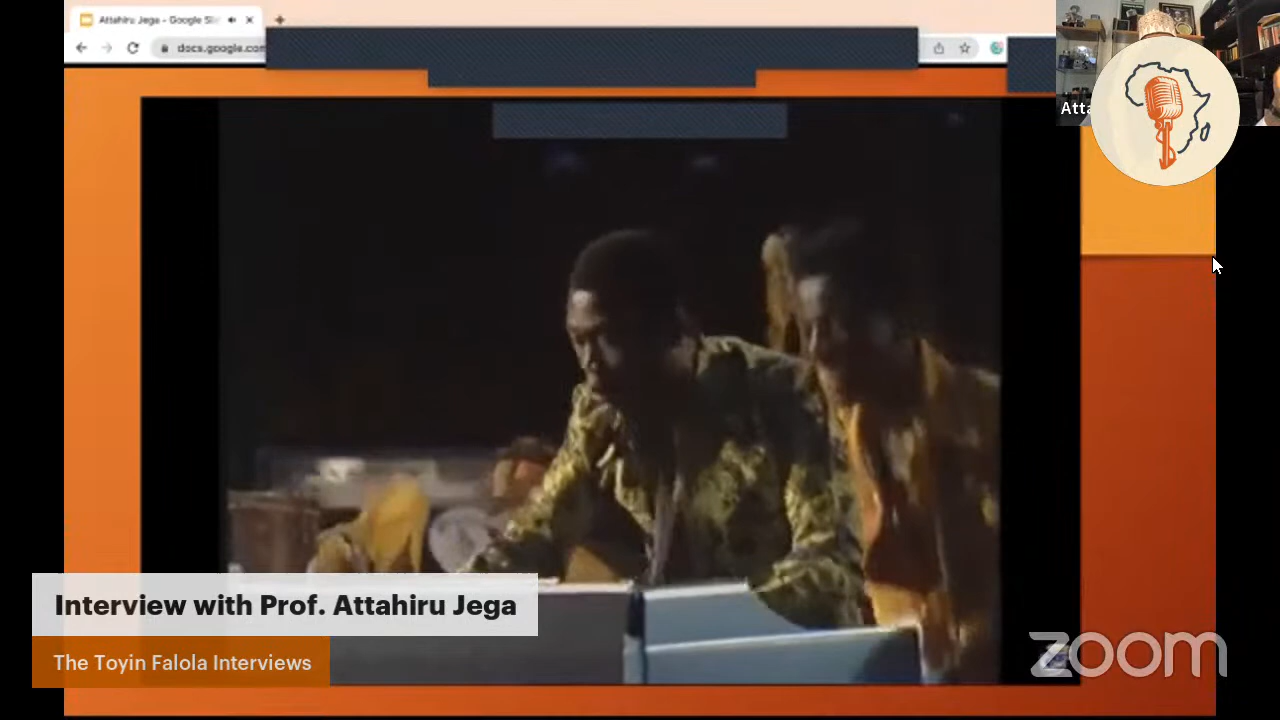 Attahiru Jega - Google Sli
docs.google.com
Atta
Interview with Prof. Attahiru Jega
The Toyin Falola Interviews
zoom